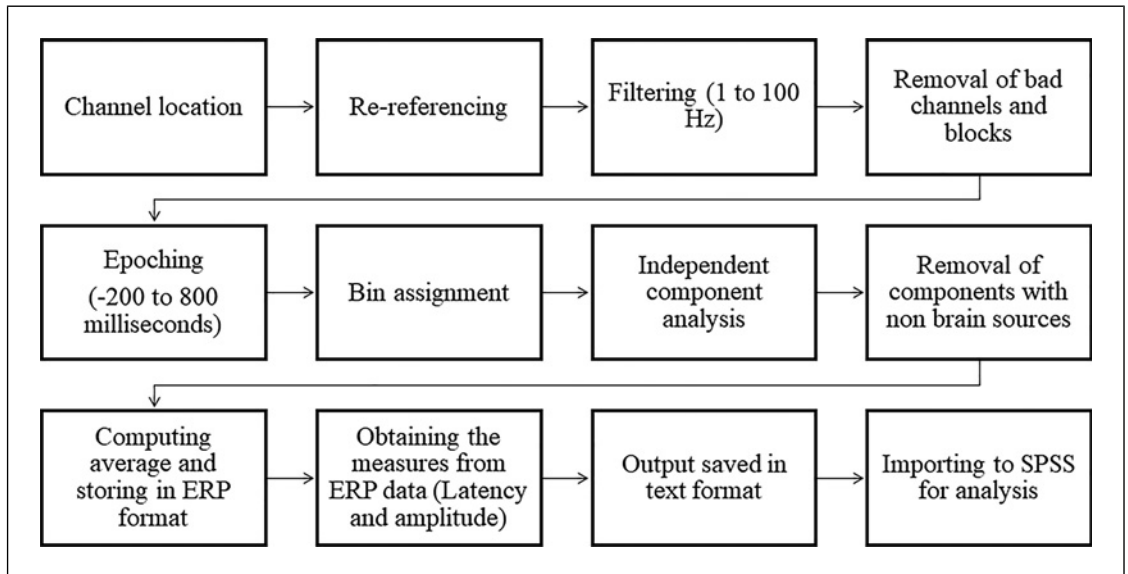 Channel location
Re-referencing
Filtering (1 to 100
Hz)
Removal of bad
channels and
blocks
Epoching
(-200 to 800
milliseconds)
Bin assignment
Independent
component
analysis
Removal of
components with
non brain sources
Computing
average and
storing in ERP
format
Obtaining the
measures from
ERP data (Latency
and amplitude)
Output saved in
text format
Importing to SPSS
for analysis